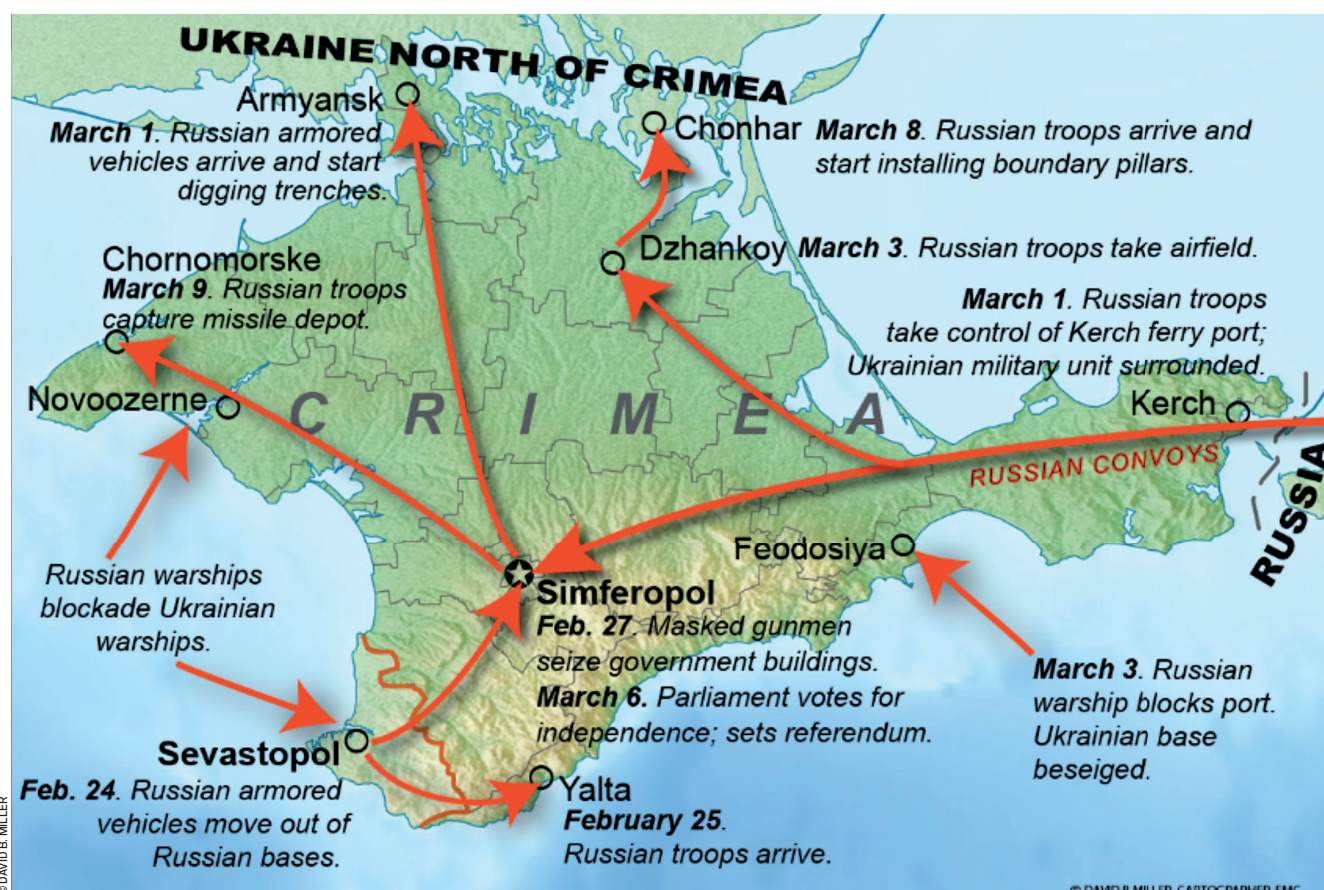 UKRAINE NORTH OF CRIMEA
Armyansk
March 1. Russian armored
vehicles arrive and start
digging trenches.
Chonhar
March 8. Russian troops arrive and
start installing boundary pillars.
Chornomorske
March 9. Russian troops
capture missile depot.
Dzhankoy
March 3. Russian troops take airfield.
March 1. Russian troops
take control of Kerch ferry port;
Ukrainian military unit surrounded.
Novoozerne
CRIMEA
Kerch
RUSSIAN CONVOYS
RUSSIA
Feodosiya
Russian warships
blockade Ukrainian
warships.
Simferopol
Feb. 27. Masked gunmen
seize government buildings.
March 6. Parliament votes for
independence; sets referendum.
March 3. Russian
warship blocks port.
Ukrainian base
beseiged.
Sevastopol
Feb. 24. Russian armored
vehicles move out of
Russian bases.
Yalta
February 25.
Russian troops arrive.
© DAVID B. MILLER
© DAVID B MILLER, CARTOGRAPHER, EMC